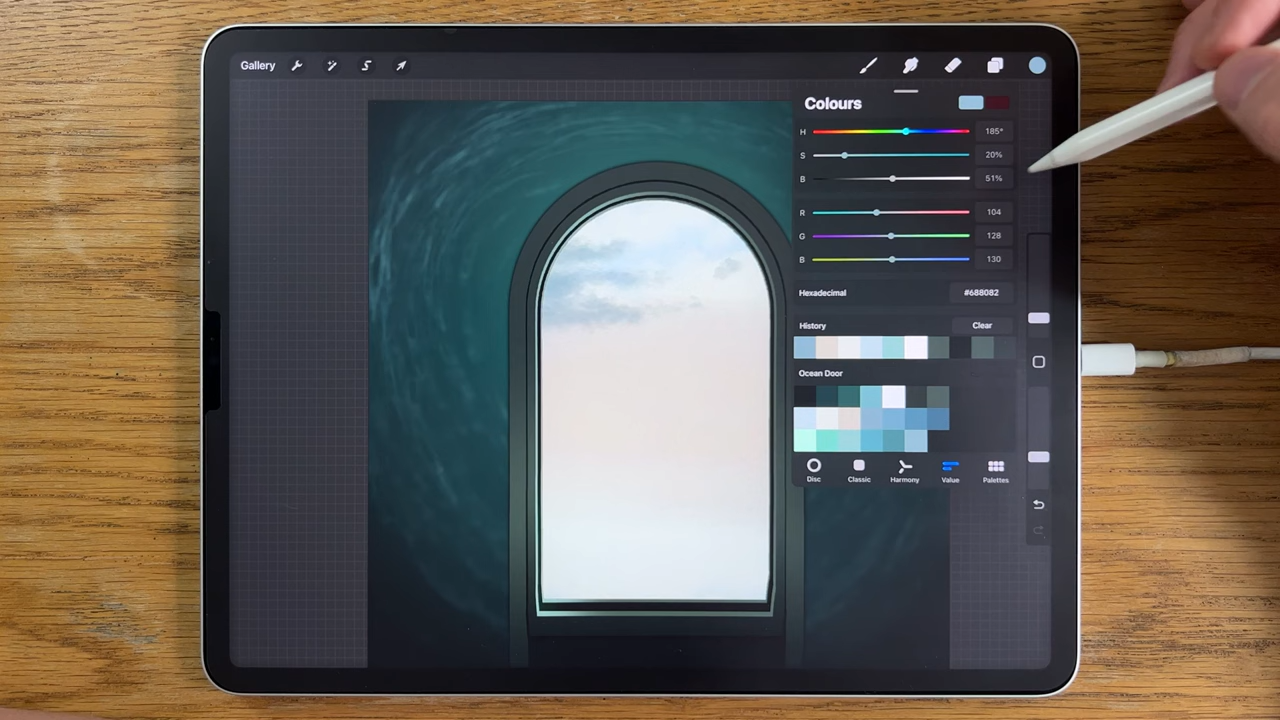 Gallery
Colours
H 185°
S 20%
B 51%
R 104
G 128
B 130
Hexadecimal #688082
History Clear
Ocean Door
Disc Classic Harmony Value Palettes